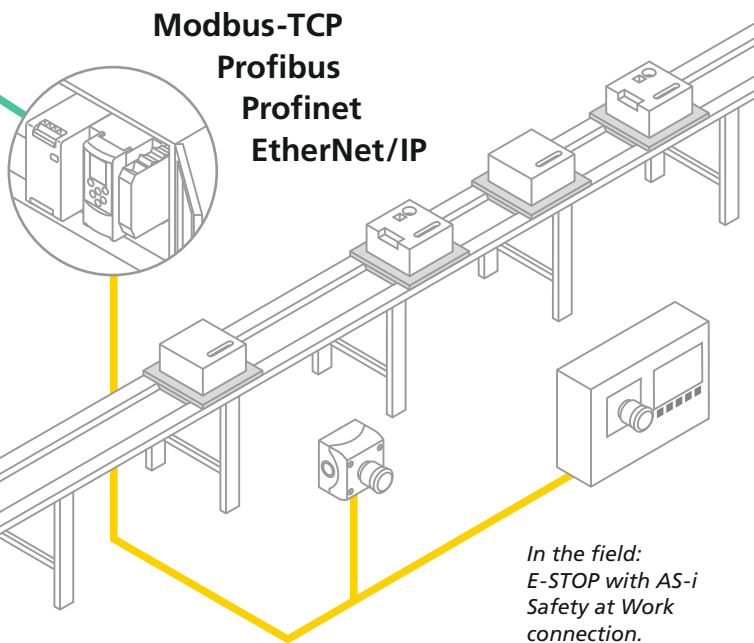 Modbus-TCP
Profibus
Profinet
EtherNet/IP
In the field:
E-STOP with AS-i
Safety at Work
connection.